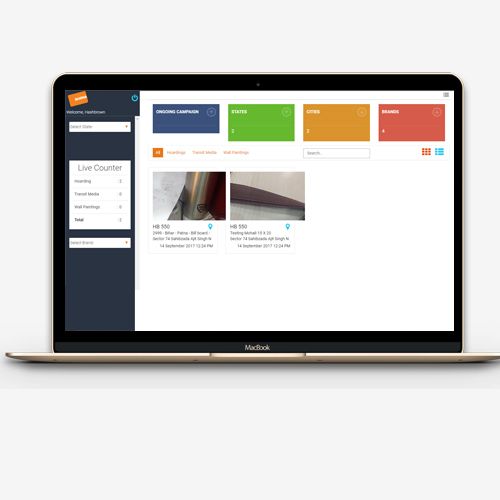 Welcome, Hashbrown
Select State
Live Counter
Hoarding 2
Transit Media 0
Wall Paintings 0
Total 2
Select Brand
ONGOING CAMPAIGN
STATES
2
CITIES
2
BRANDS
4
All Hoardings Transit Media Wall Paintings
Search...
HB 550
2999 - Bihar - Patna - Bill board /
Sector 74 Sahibzada Ajit Singh N
14 September 2017 12:24 PM
HB 550
Testing Mohali 10 X 20
Sector 74 Sahibzada Ajit Singh N
14 September 2017 12:24 PM
MacBook